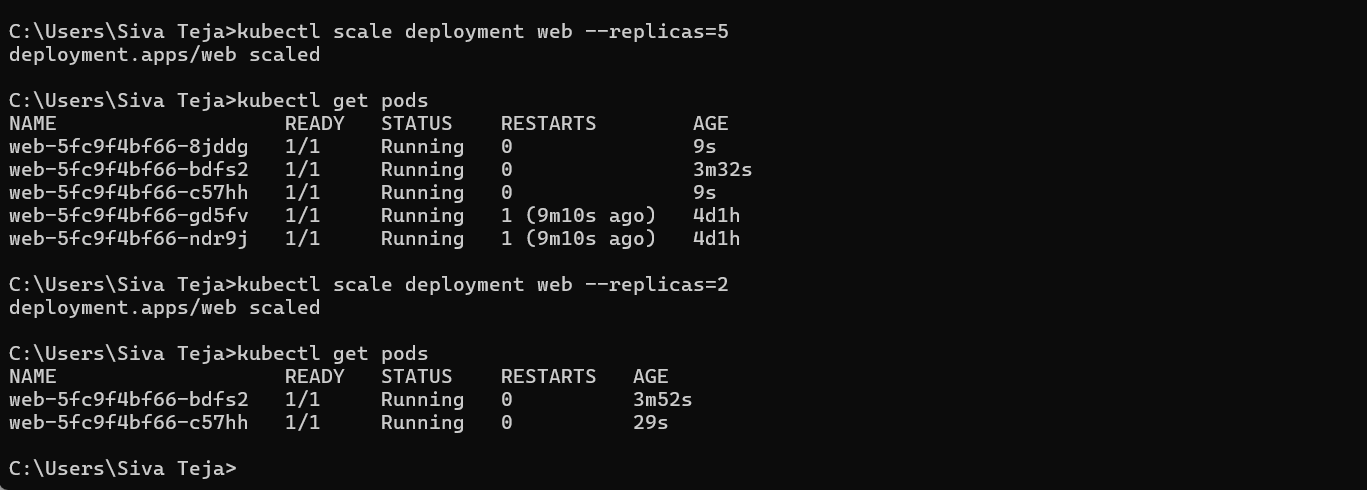 C:\Users\Siva Teja>kubectl scale deployment web --replicas=5
deployment.apps/web scaled
C:\Users\Siva Teja>kubectl get pods
NAME                   READY   STATUS    RESTARTS        AGE
web-5fc9f4bf66-8jddg   1/1     Running   0               9s
web-5fc9f4bf66-bdfs2   1/1     Running   0               3m32s
web-5fc9f4bf66-c57hh   1/1     Running   0               9s
web-5fc9f4bf66-gd5fv   1/1     Running   1 (9m10s ago)   4d1h
web-5fc9f4bf66-ndr9j   1/1     Running   1 (9m10s ago)   4d1h
C:\Users\Siva Teja>kubectl scale deployment web --replicas=2
deployment.apps/web scaled
C:\Users\Siva Teja>kubectl get pods
NAME                   READY   STATUS    RESTARTS   AGE
web-5fc9f4bf66-bdfs2   1/1     Running   0          3m52s
web-5fc9f4bf66-c57hh   1/1     Running   0          29s
C:\Users\Siva Teja>